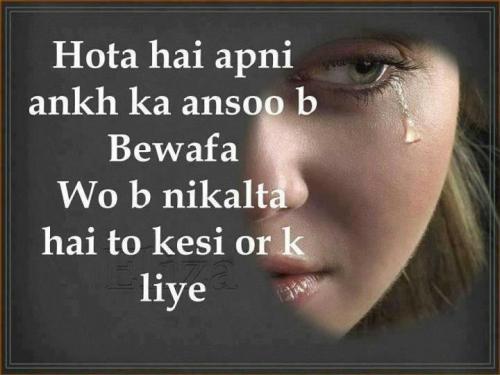 Hota hai apni
ankh ka ansoo b
Bewafa
Wo b nikalta
hai to kesi or k
liye